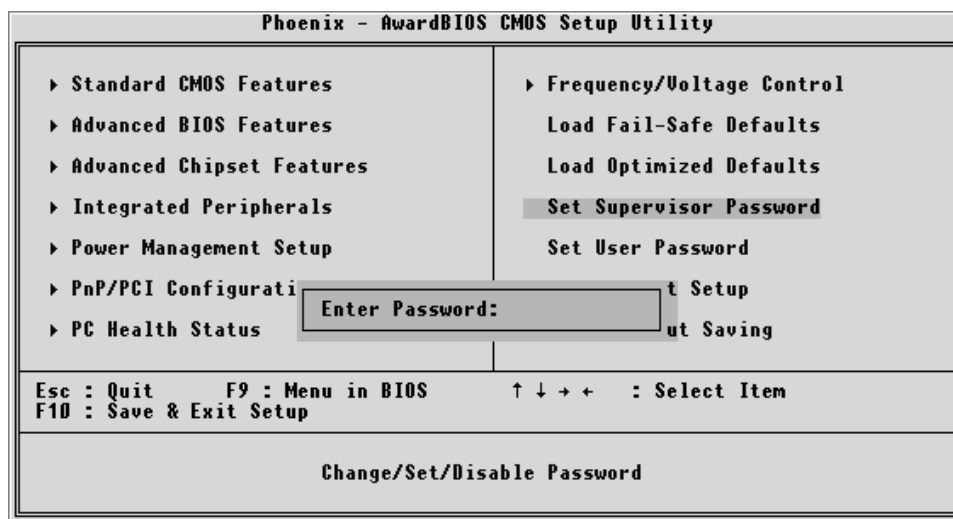 Phoenix - AwardBIOS CMOS Setup Utility
▸ Standard CMOS Features
▸ Advanced BIOS Features
▸ Advanced Chipset Features
▸ Integrated Peripherals
▸ Power Management Setup
▸ PnP/PCI Configurati
▸ PC Health Status
▸ Frequency/Voltage Control
Load Fail-Safe Defaults
Load Optimized Defaults
Set Supervisor Password
Set User Password
t Setup
ut Saving
Enter Password:
Esc : Quit F9 : Menu in BIOS ↑ ↓ → ← : Select Item
F10 : Save & Exit Setup
Change/Set/Disable Password